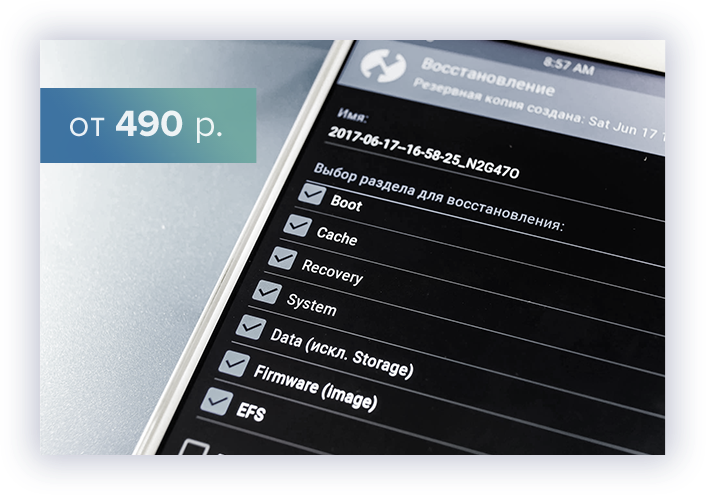 от 490 р.
8:57 AM
Восстановление
Резервная копия создана: Sat Jun 17
Имя:
2017-06-17--16-58-25_N2G47O
Выбор раздела для восстановления:
Boot
Cache
Recovery
System
Data (искл. Storage)
Firmware (image)
EFS